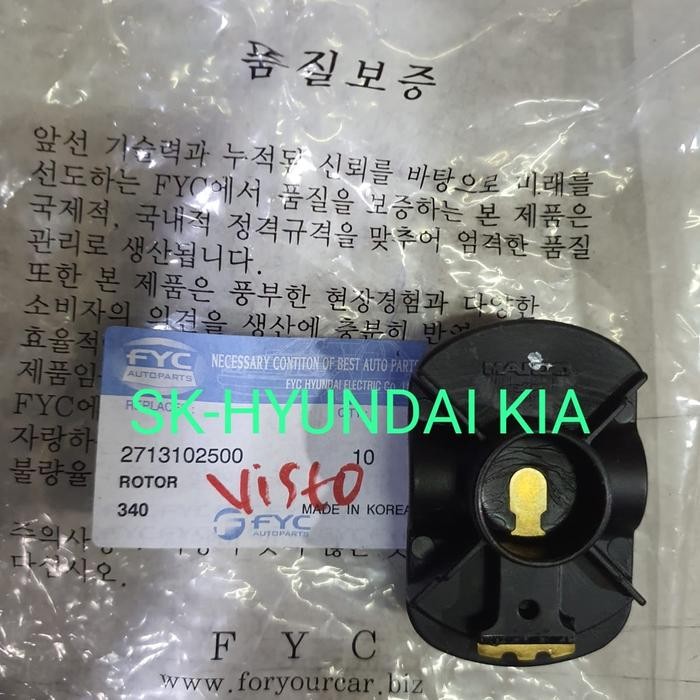 품질보증
앞선 기술력과 누적된 신뢰를 바탕으로 미래를
선도하는 FYC에서 품질을 보증하는 본 제품은
국제적, 국내적 정격규격을 맞추어 엄격한 품질
관리로 생산됩니다.
또한 본 제품은 풍부한 현장경험과 다양한
소비자의 의견을 생산에 충분히 반영
효율적
제품임
FYC에
자랑하
불량율
FYC
AUTOPARTS
NECESSARY CONTITON OF BEST AUTO PARTS
FYC HYUNDAI ELECTRIC Co.
SK-HYUNDAI KIA
2713102500 10
ROTOR
340
Visto
MADE IN KOREA
FYC
AUTOPARTS
주의사
다십시오.
F Y C
www.foryourcar.biz